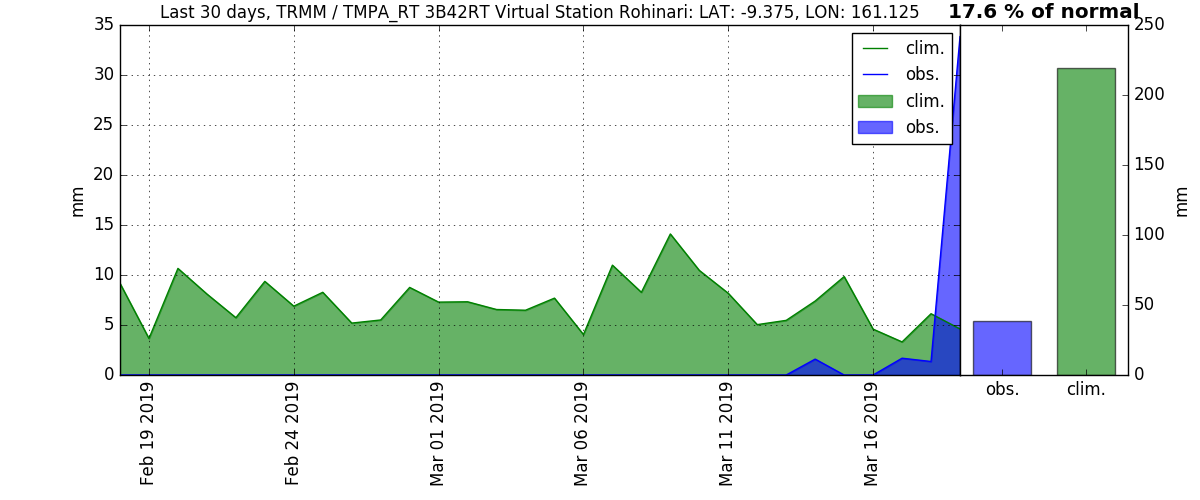 Last 30 days, TRMM / TMPA_RT 3B42RT Virtual Station Rohinari: LAT: -9.375, LON: 161.125
17.6 % of normal
35
30
25
20
15
10
5
0
mm
clim.
obs.
clim.
obs.
250
200
150
100
50
0
mm
obs.
clim.
Feb 19 2019
Feb 24 2019
Mar 01 2019
Mar 06 2019
Mar 11 2019
Mar 16 2019